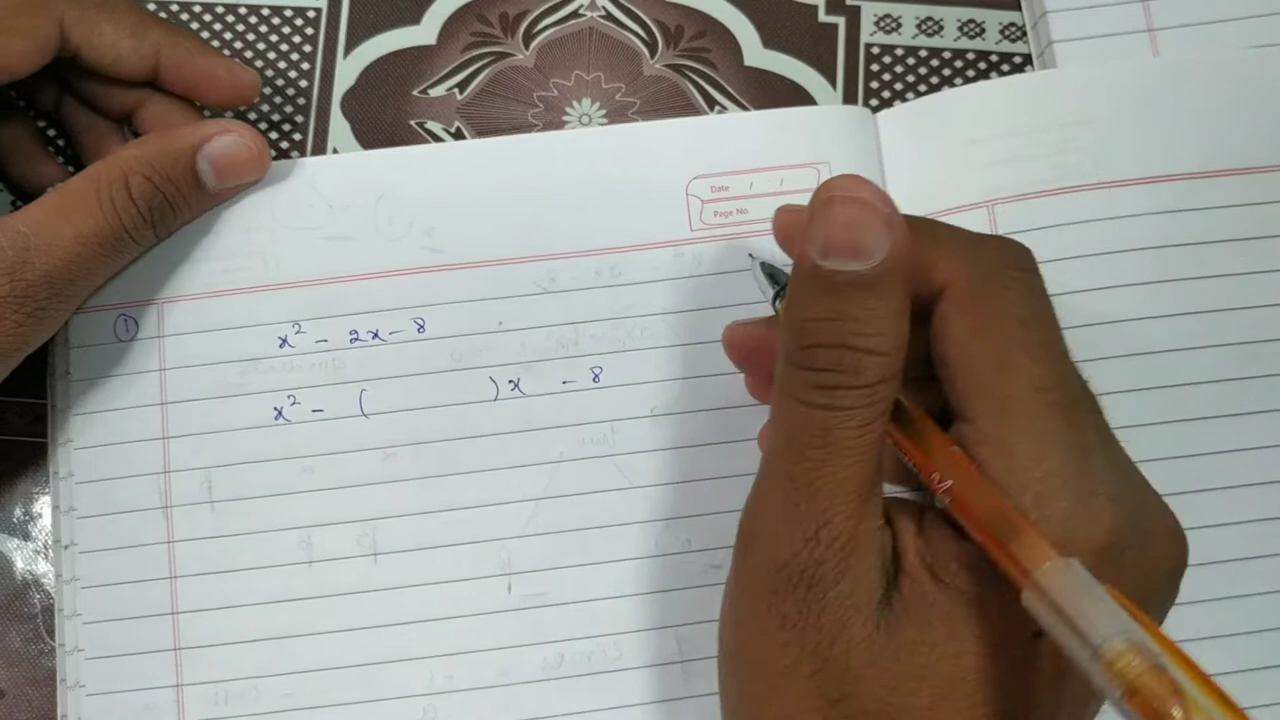 Date / /
Page No.
① x² - 2x - 8
x² - ( ) x - 8